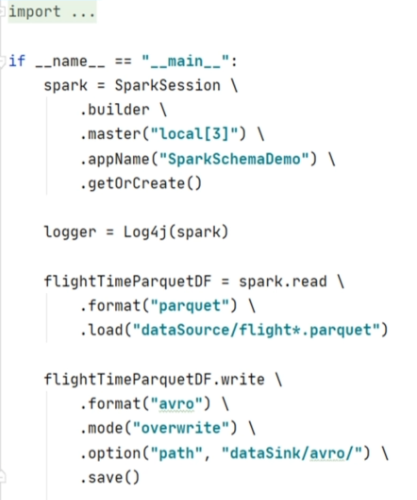 import ...
if __name__ == "__main__":
    spark = SparkSession \
        .builder \
        .master("local[3]") \
        .appName("SparkSchemaDemo") \
        .getOrCreate()
    logger = Log4j(spark)
    flightTimeParquetDF = spark.read \
        .format("parquet") \
        .load("dataSource/flight*.parquet")
    flightTimeParquetDF.write \
        .format("avro") \
        .mode("overwrite") \
        .option("path", "dataSink/avro/") \
        .save()